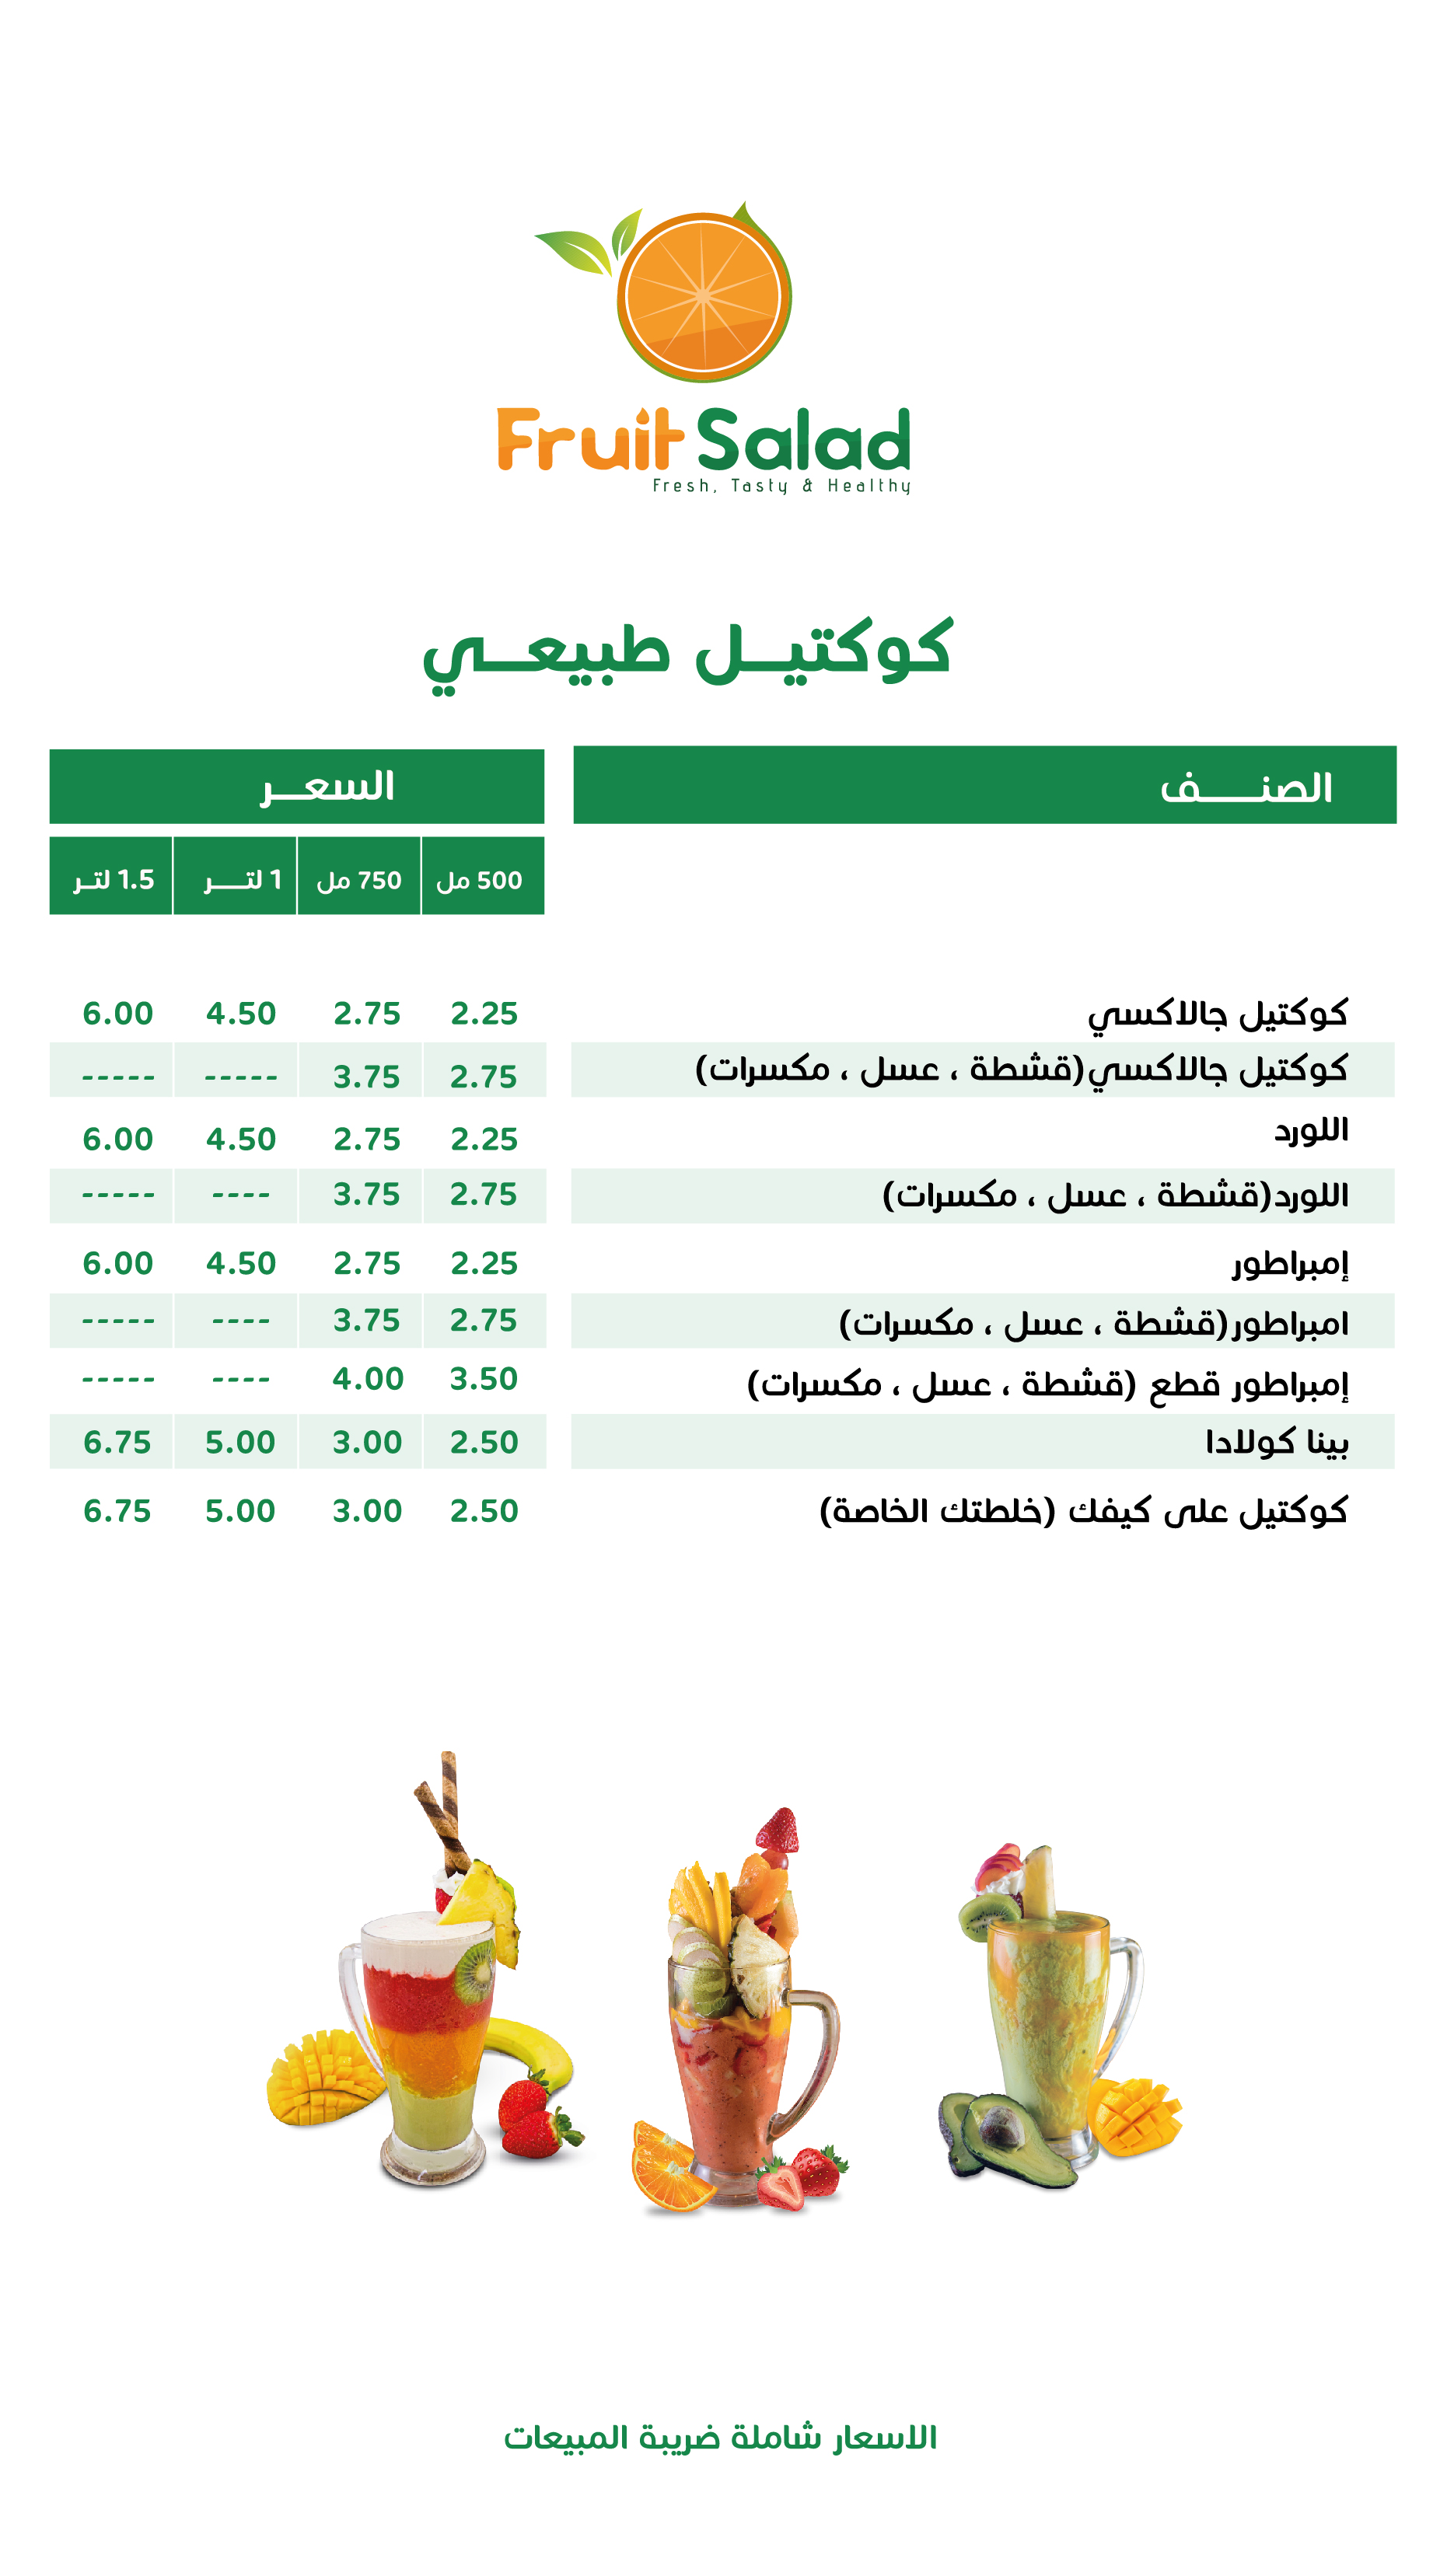 Fruit Salad
Fresh, Tasty & Healthy
كوكتيـــل طبيعـــي
الصنــــــف السعــــر
500 مل 750 مل 1 لتـــــر 1.5 لتــر
كوكتيل جالاكسي 2.25 2.75 4.50 6.00
كوكتيل جالاكسي(قشطة ، عسل ، مكسرات) 2.75 3.75 ----- -----
اللورد 2.25 2.75 4.50 6.00
اللورد(قشطة ، عسل ، مكسرات) 2.75 3.75 ---- -----
إمبراطور 2.25 2.75 4.50 6.00
امبراطور(قشطة ، عسل ، مكسرات) 2.75 3.75 ---- -----
إمبراطور قطع (قشطة ، عسل ، مكسرات) 3.50 4.00 ---- -----
بينا كولادا 2.50 3.00 5.00 6.75
كوكتيل على كيفك (خلطتك الخاصة) 2.50 3.00 5.00 6.75
الاسعار شاملة ضريبة المبيعات